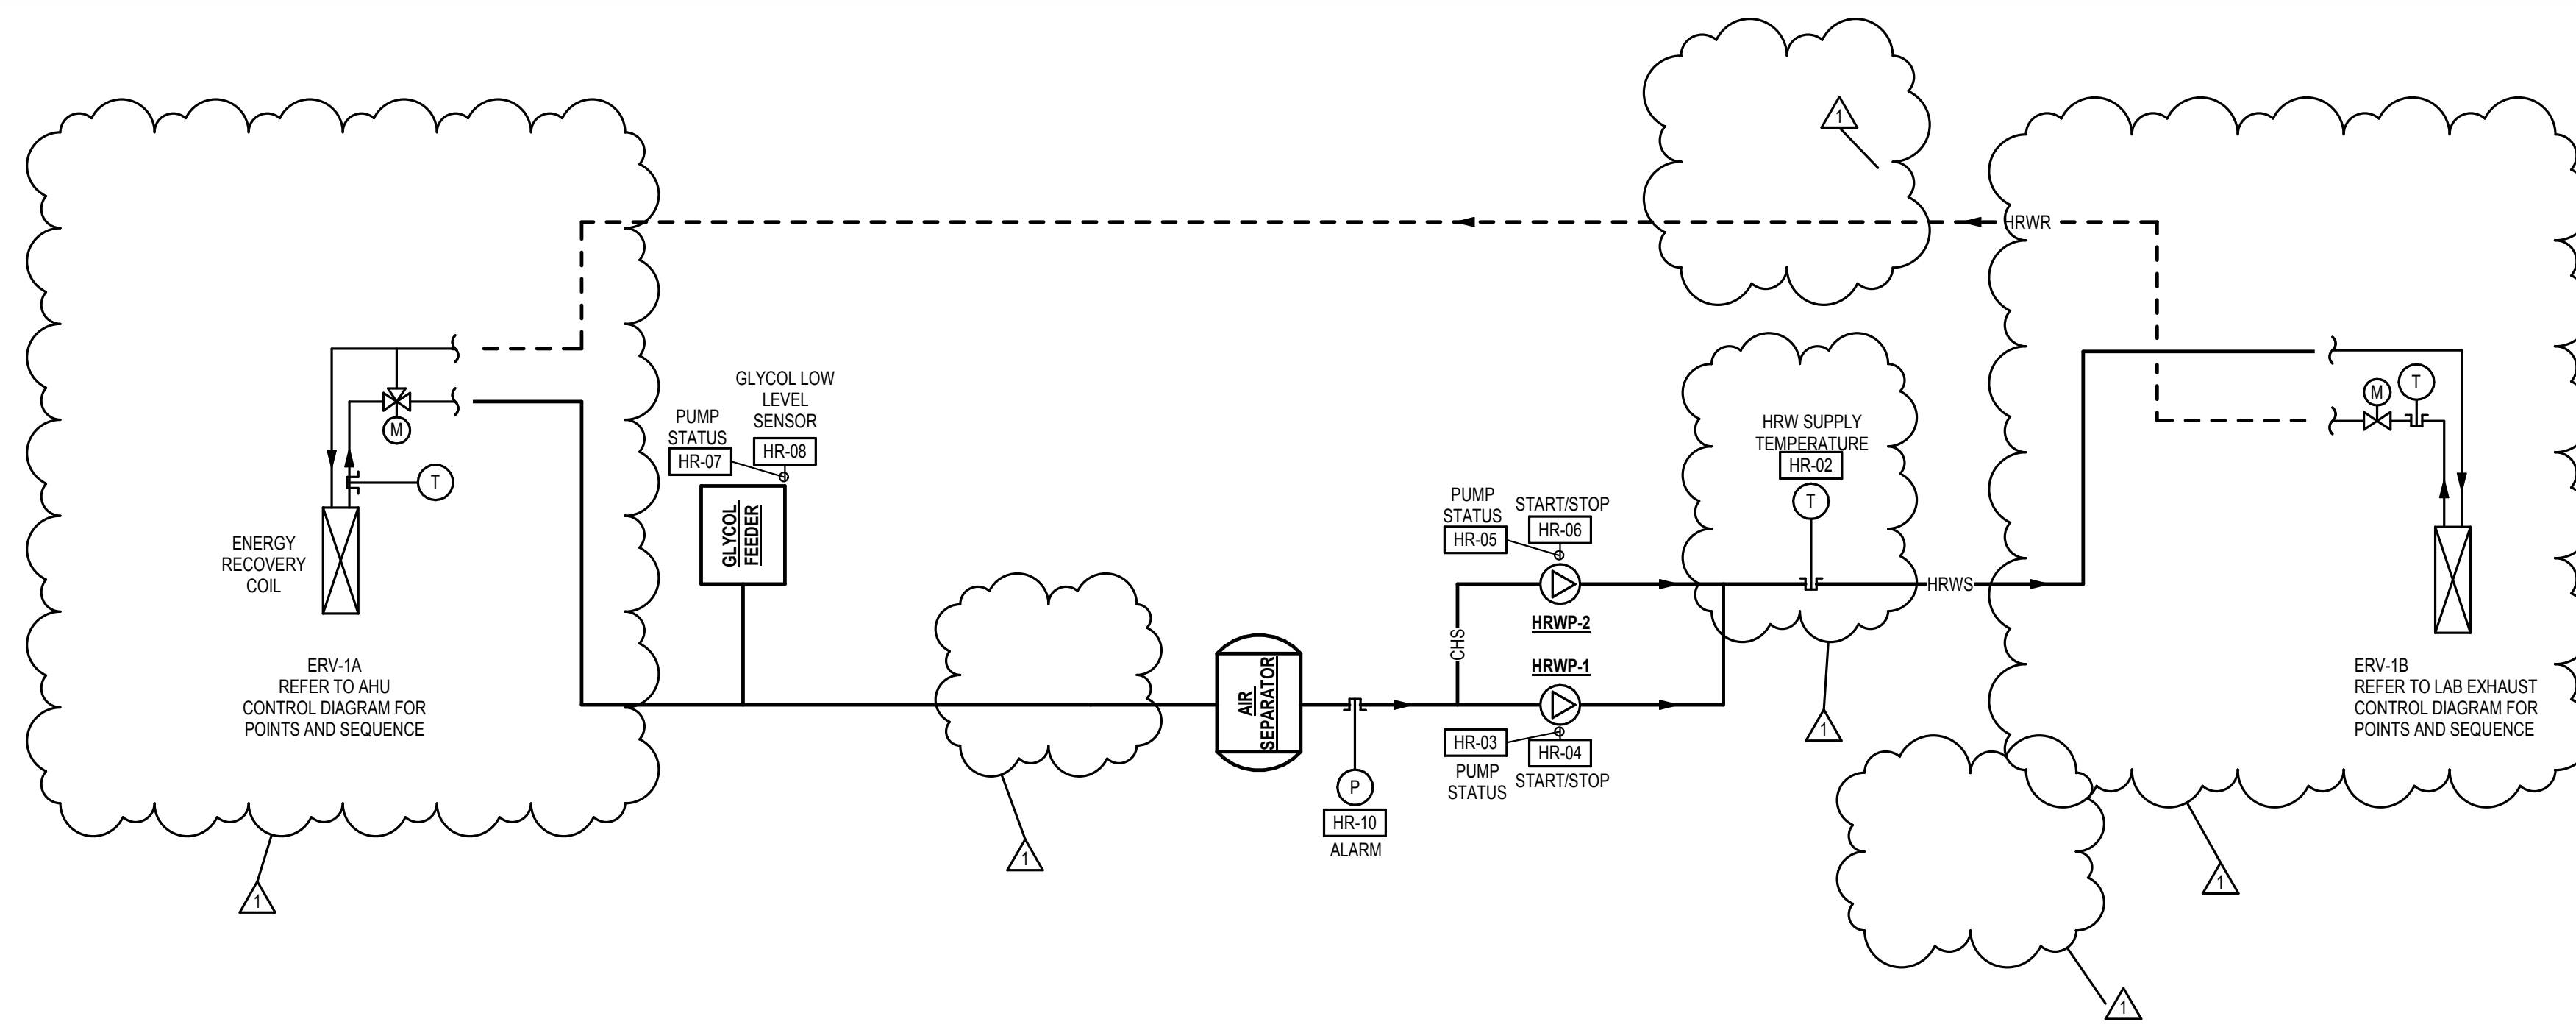 1
HRWR
M
T
ENERGY
RECOVERY
COIL
ERV-1A
REFER TO AHU
CONTROL DIAGRAM FOR
POINTS AND SEQUENCE
1
PUMP
STATUS
HR-07
GLYCOL LOW
LEVEL
SENSOR
HR-08
GLYCOL
FEEDER
1
AIR
SEPARATOR
P
HR-10
ALARM
CHS
PUMP
STATUS
HR-05
START/STOP
HR-06
HRWP-2
HRWP-1
HR-03
PUMP
STATUS
HR-04
START/STOP
HRW SUPPLY
TEMPERATURE
HR-02
T
1
HRWS
M
T
ERV-1B
REFER TO LAB EXHAUST
CONTROL DIAGRAM FOR
POINTS AND SEQUENCE
1
1